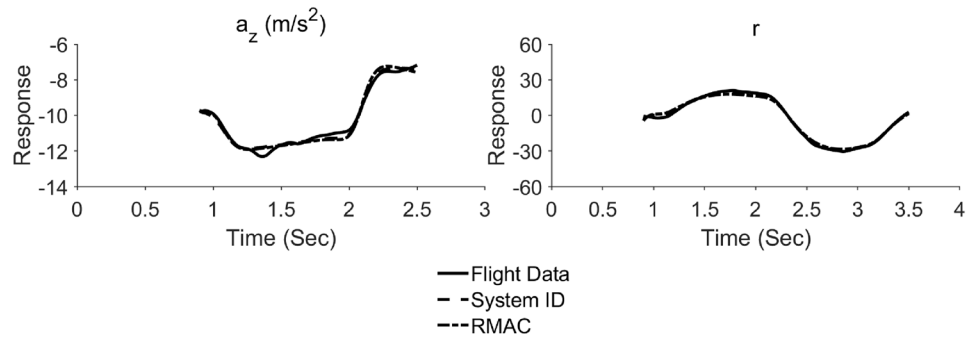 a_z (m/s²)
-6
-8
-10
-12
-14
Response
0
0.5
1
1.5
2
2.5
3
Time (Sec)
r
60
30
0
-30
-60
Response
0
0.5
1
1.5
2
2.5
3
3.5
4
Time (Sec)
Flight Data
System ID
RMAC